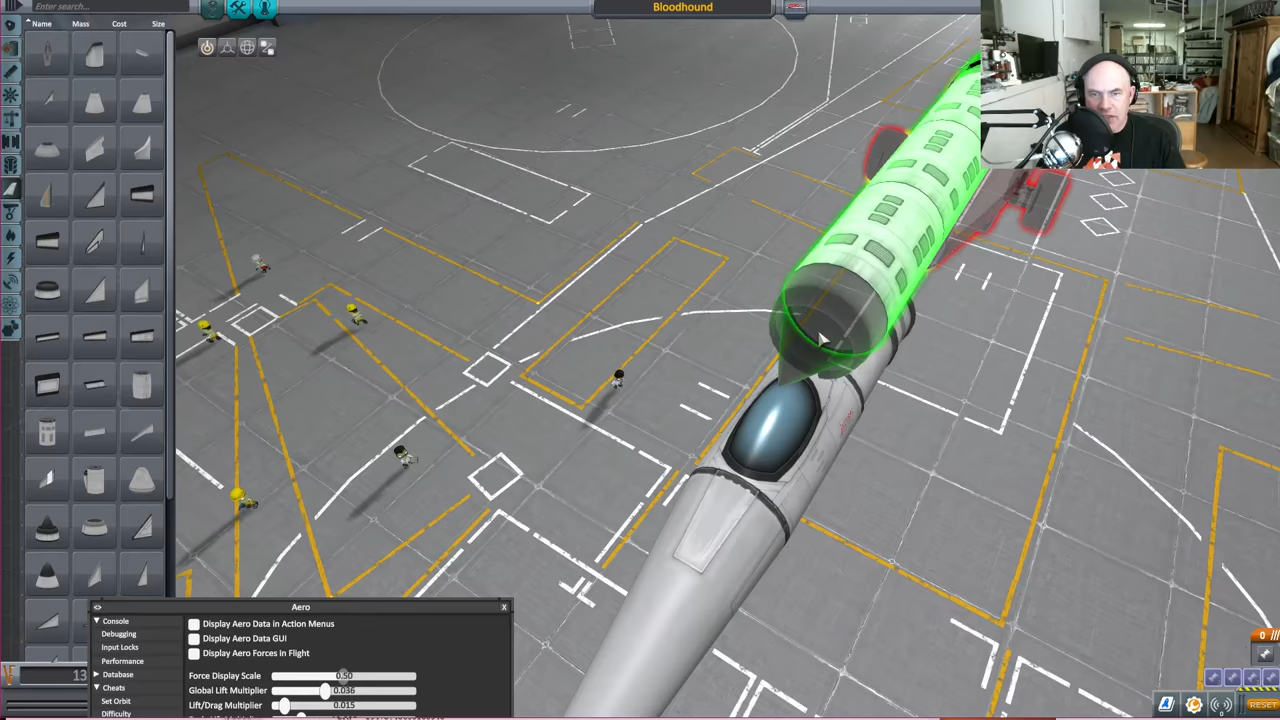 Enter search...
Bloodhound
Name Mass Cost Size
Aero X
Console
Debugging
Input Locks
Performance
Database
Cheats
Set Orbit
Difficulty
Display Aero Data in Action Menus
Display Aero Data GUI
Display Aero Forces in Flight
Force Display Scale 0.50
Global Lift Multiplier 0.036
Lift/Drag Multiplier 0.015
13
0
RESET